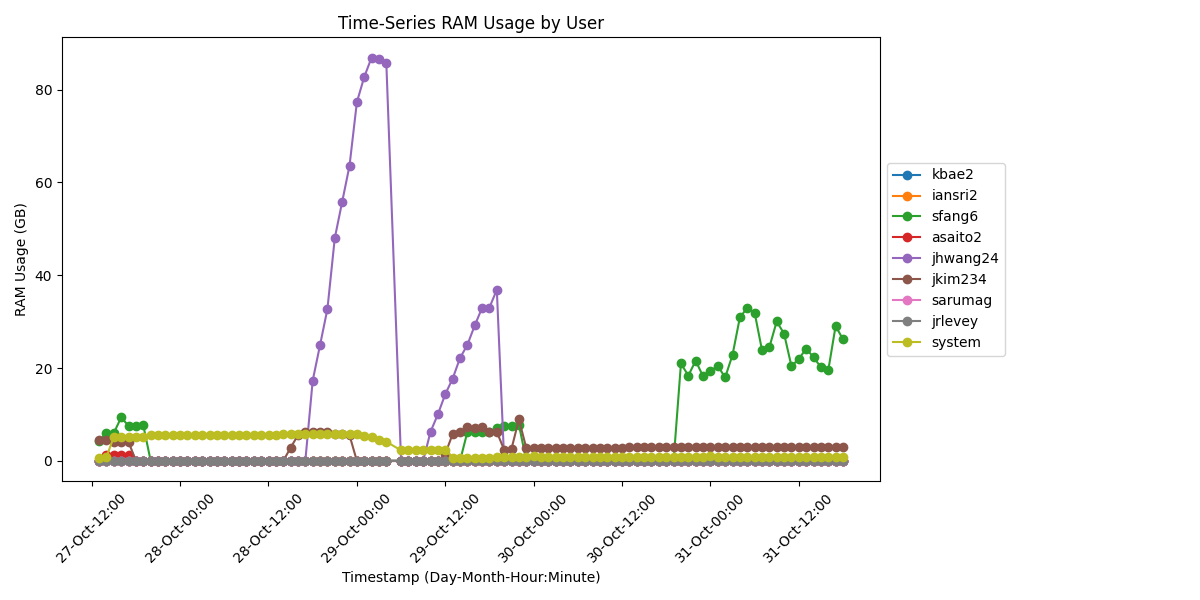 Time-Series RAM Usage by User
RAM Usage (GB)
80
60
40
20
0
27-Oct-12:00
28-Oct-00:00
28-Oct-12:00
29-Oct-00:00
29-Oct-12:00
30-Oct-00:00
30-Oct-12:00
31-Oct-00:00
31-Oct-12:00
Timestamp (Day-Month-Hour:Minute)
kbae2
iansri2
sfang6
asaito2
jhwang24
jkim234
sarumag
jrlevey
system